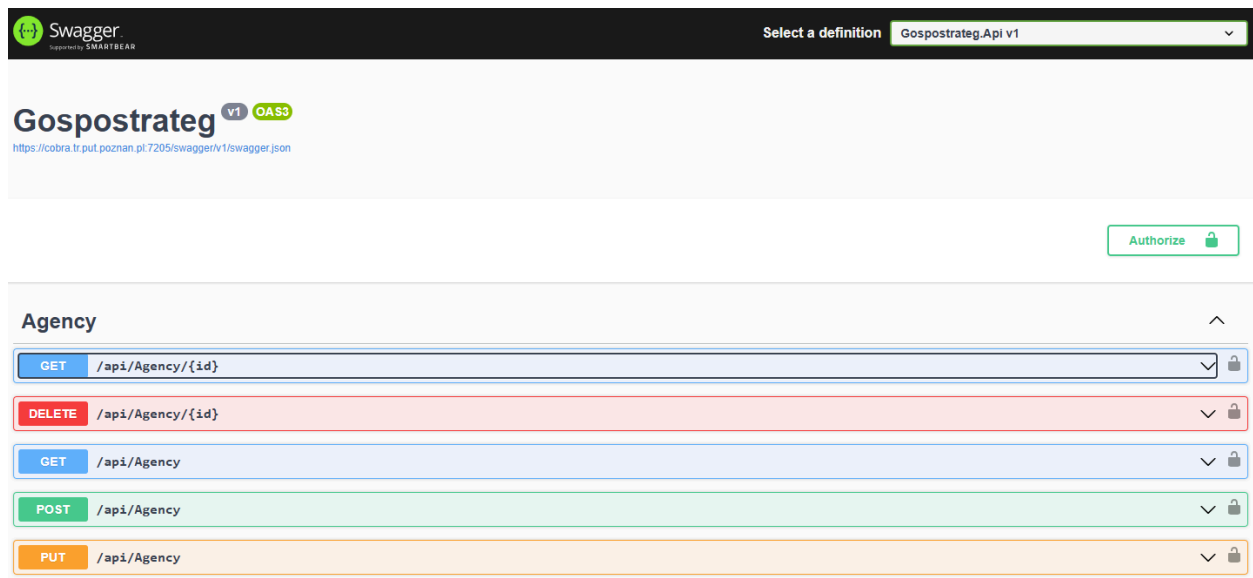 Swagger.
Supported by SMARTBEAR
Select a definition
Gospostrateg.Api v1
Gospostrateg v1 OAS3
https://cobra.tr.put.poznan.pl:7205/swagger/v1/swagger.json
Authorize
Agency
GET /api/Agency/{id}
DELETE /api/Agency/{id}
GET /api/Agency
POST /api/Agency
PUT /api/Agency